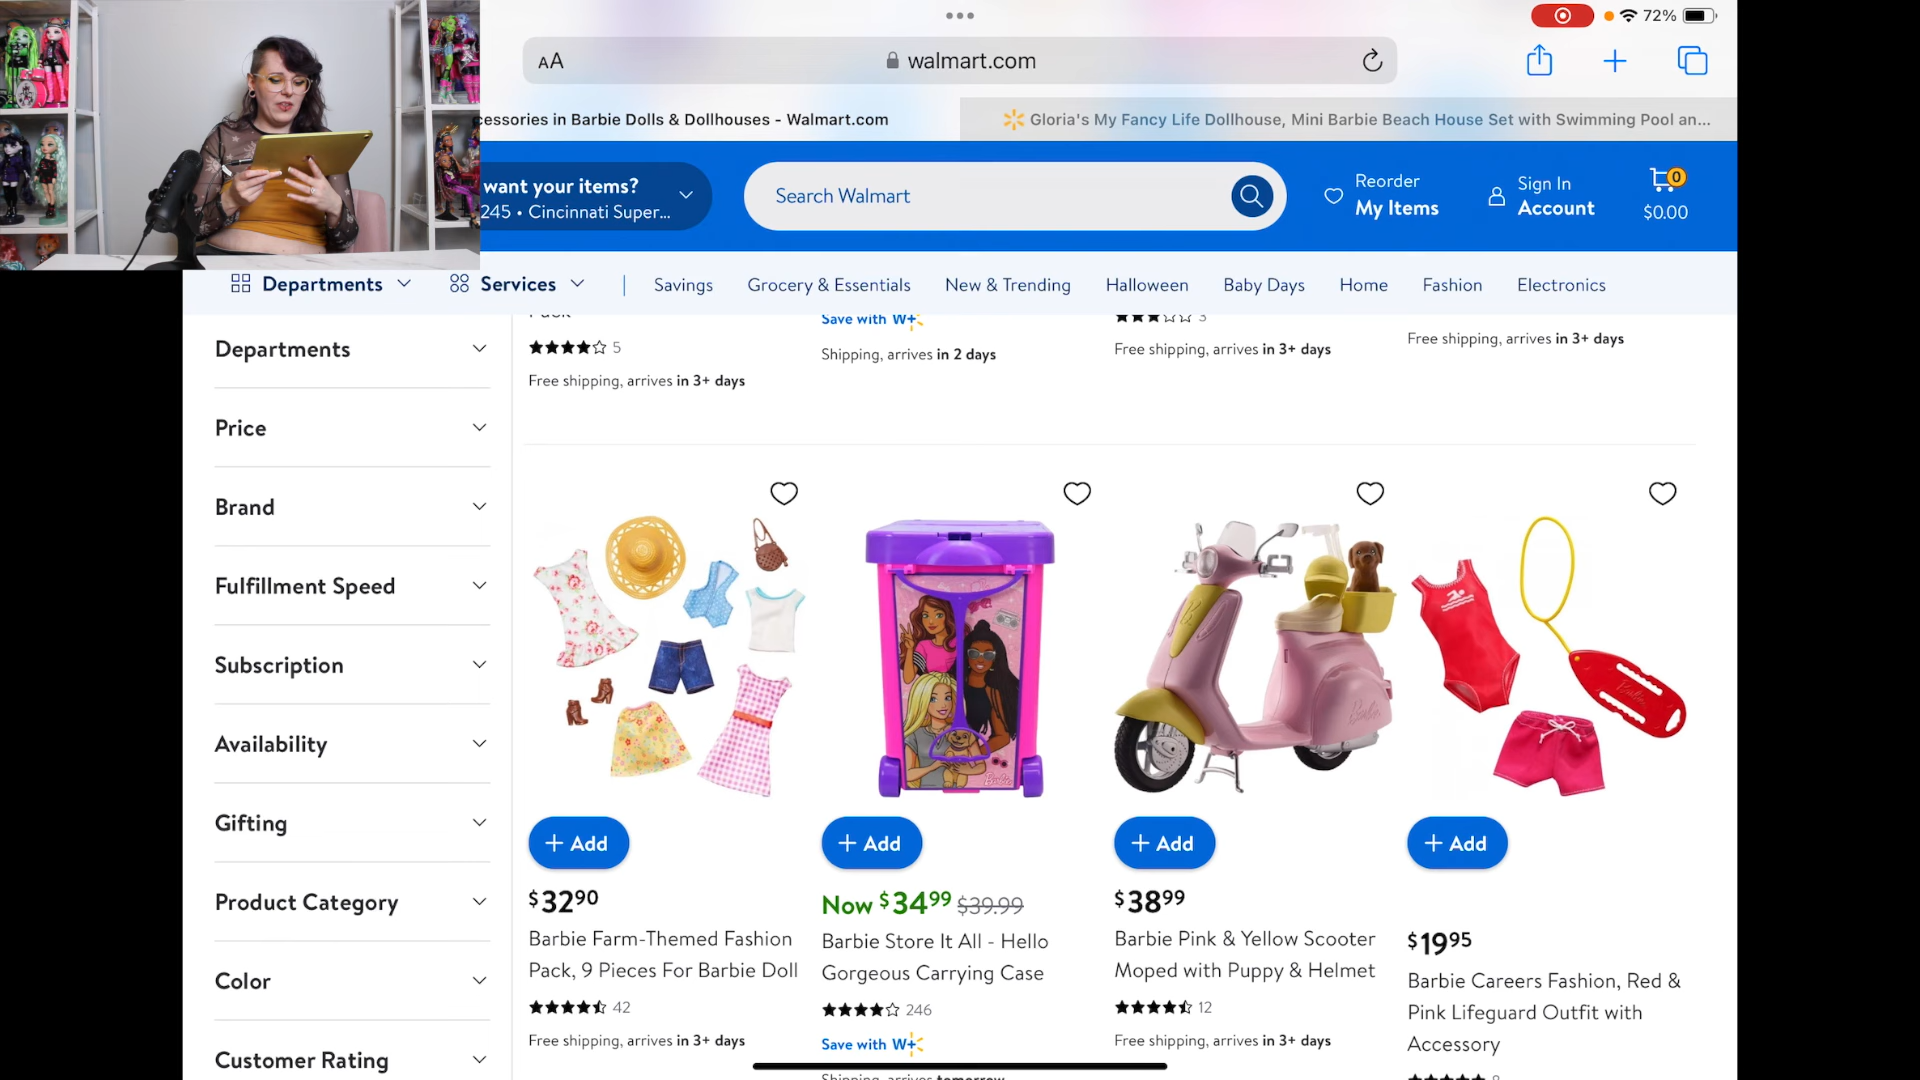 72%
AA
walmart.com
cessories in Barbie Dolls & Dollhouses - Walmart.com
Gloria's My Fancy Life Dollhouse, Mini Barbie Beach House Set with Swimming Pool an...
want your items?
245 • Cincinnati Super...
Search Walmart
Reorder
My Items
Sign In
Account
0
$0.00
Departments
Services
Savings
Grocery & Essentials
New & Trending
Halloween
Baby Days
Home
Fashion
Electronics
Departments
Price
Brand
Fulfillment Speed
Subscription
Availability
Gifting
Product Category
Color
Customer Rating
5
Free shipping, arrives in 3+ days
Save with W+
Shipping, arrives in 2 days
3
Free shipping, arrives in 3+ days
Free shipping, arrives in 3+ days
+ Add
$32.90
Barbie Farm-Themed Fashion
Pack, 9 Pieces For Barbie Doll
42
Free shipping, arrives in 3+ days
Barbie
+ Add
Now $34.99 $39.99
Barbie Store It All - Hello
Gorgeous Carrying Case
246
Save with W+
Shipping, arrives tomorrow
+ Add
$38.99
Barbie Pink & Yellow Scooter
Moped with Puppy & Helmet
12
Free shipping, arrives in 3+ days
+ Add
$19.95
Barbie Careers Fashion, Red &
Pink Lifeguard Outfit with
Accessory